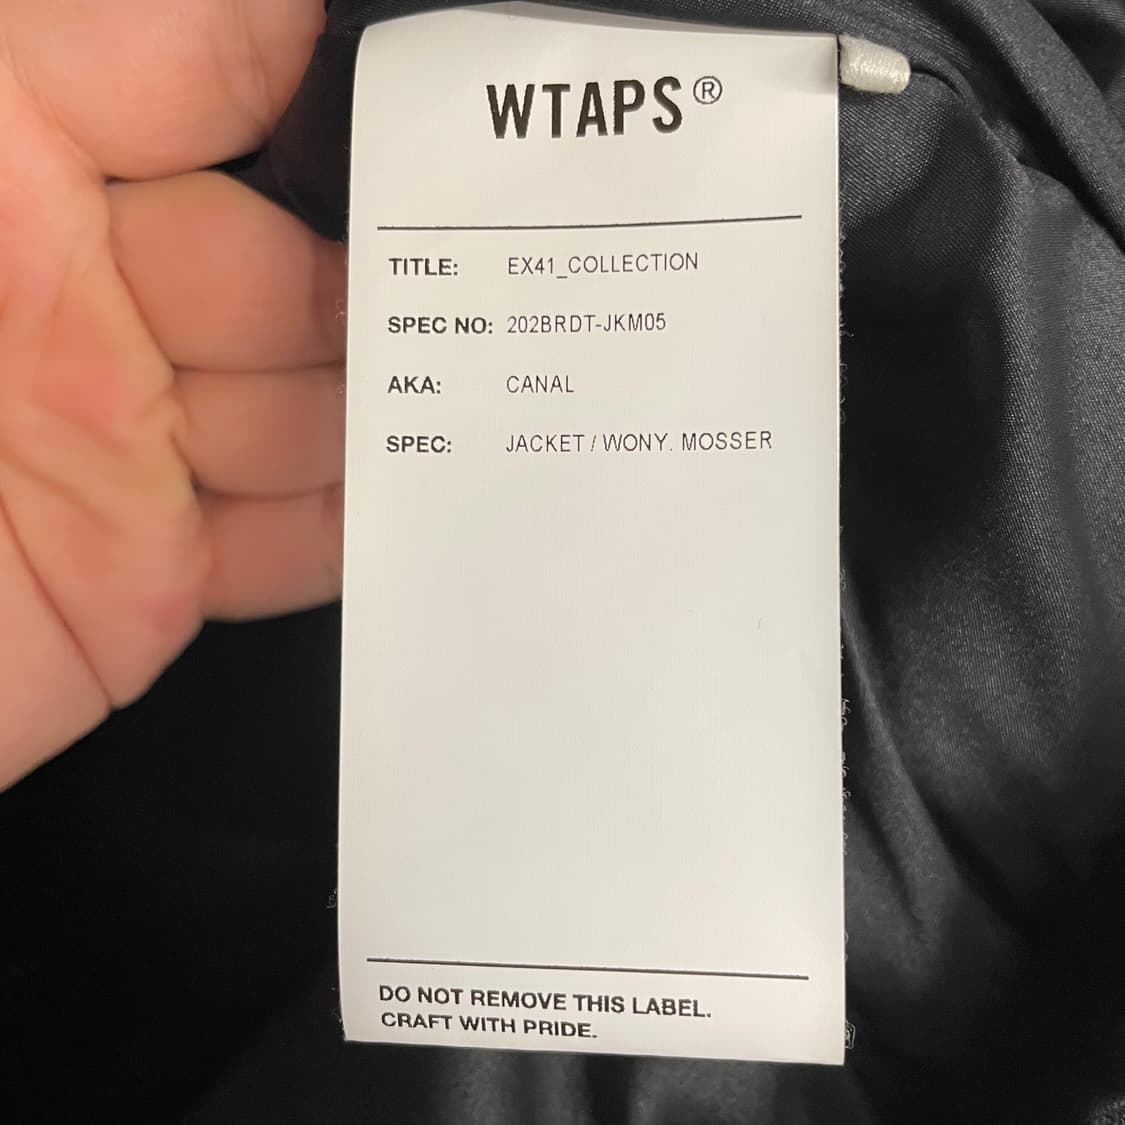 WTAPS®
TITLE: EX41_COLLECTION
SPEC NO: 202BRDT-JKM05
AKA: CANAL
SPEC: JACKET / WONY. MOSSER
DO NOT REMOVE THIS LABEL.
CRAFT WITH PRIDE.